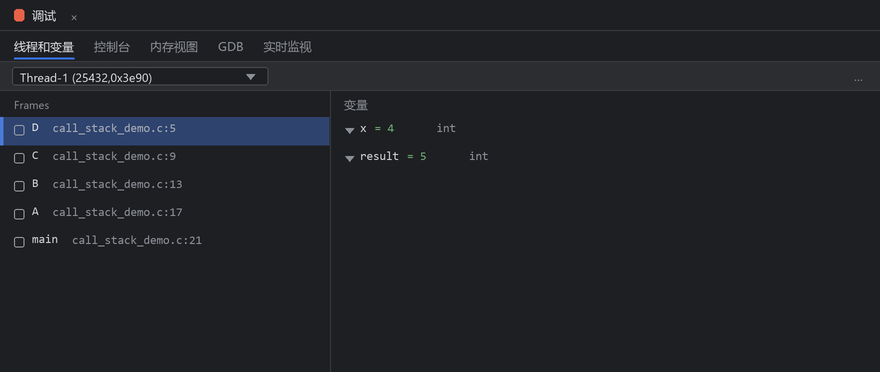 调试 ×
线程和变量 控制台 内存视图 GDB 实时监视
Thread-1 (25432,0x3e90) ...
Frames
D call_stack_demo.c:5
C call_stack_demo.c:9
B call_stack_demo.c:13
A call_stack_demo.c:17
main call_stack_demo.c:21
变量
x = 4 int
result = 5 int